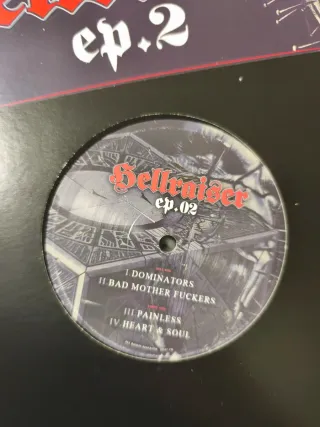 ep.2
Hellraiser
ep.02
I DOMINATORS
II BAD MOTHER FUCKERS
III PAINLESS
IV HEART & SOUL